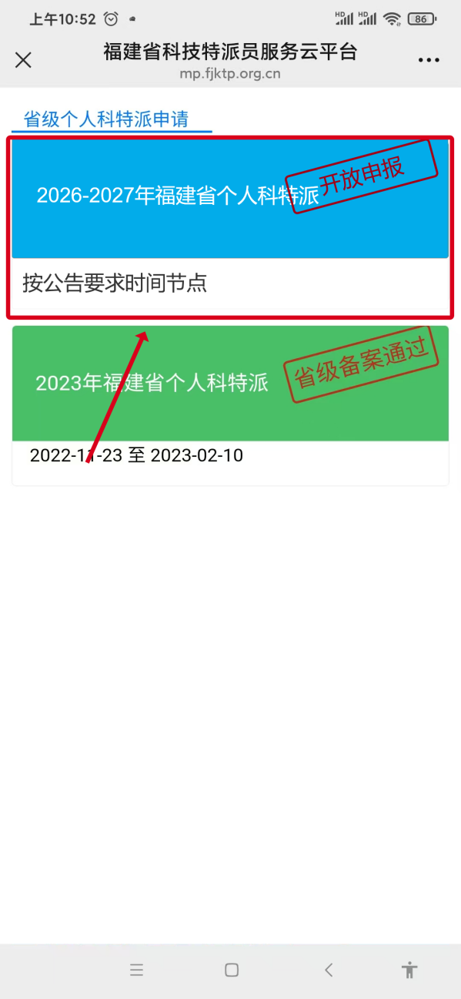 上午10:52
HD HD 86
福建省科技特派员服务云平台
mp.fjktp.org.cn
省级个人科特派申请
开放申报
2026-2027年福建省个人科特派
按公告要求时间节点
省级备案通过
2023年福建省个人科特派
2022-11-23 至 2023-02-10